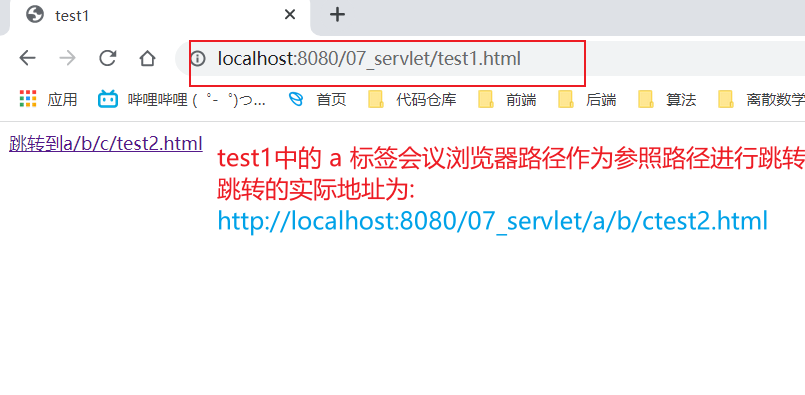 test1
localhost:8080/07_servlet/test1.html
应用 哔哩哔哩 ( ゜- ゜)つ... 首页 代码仓库 前端 后端 算法 离散数学
跳转到a/b/c/test2.html
test1中的 a 标签会议浏览器路径作为参照路径进行跳转
跳转的实际地址为:
http://localhost:8080/07_servlet/a/b/ctest2.html